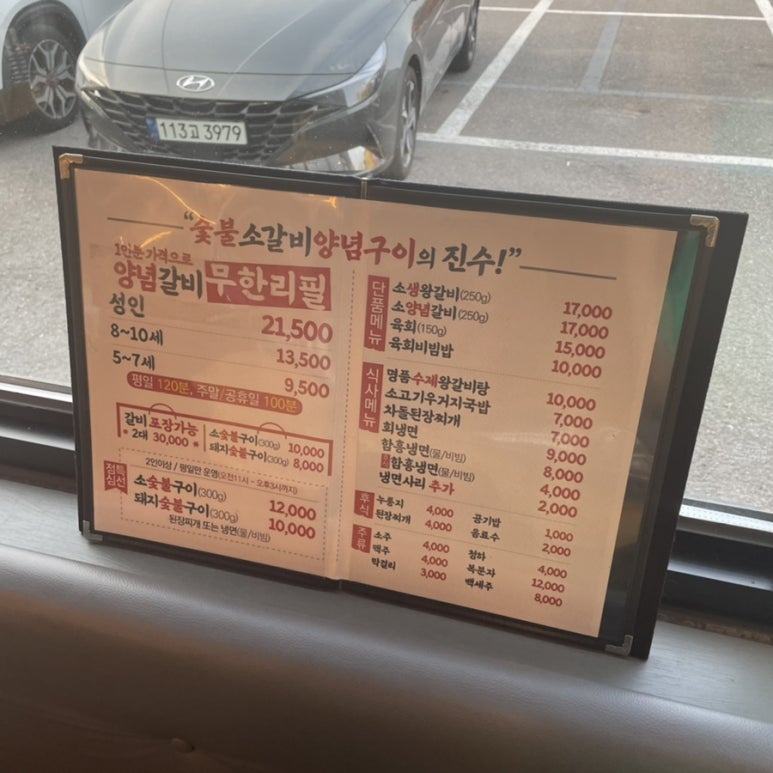 113고 3979
“숯불소갈비양념구이의 진수!”
1인분 가격으로
양념갈비 무한리필
성인 21,500
8~10세 13,500
5~7세 9,500
평일 120분, 주말/공휴일 100분
갈비 포장가능
* 2대 30,000 *
소숯불구이(300g) 10,000
돼지숯불구이(300g) 8,000
점심특선
2인이상 / 평일만 운영(오전11시 - 오후3시까지)
소숯불구이(300g) 12,000
돼지숯불구이(300g) 10,000
된장찌개 또는 냉면(물/비빔)
단품메뉴
소생왕갈비(250g) 17,000
소양념갈비(250g) 17,000
육회(150g) 15,000
육회비빔밥 10,000
식사메뉴
명품수제왕갈비탕 10,000
소고기우거지국밥 7,000
차돌된장찌개 7,000
회냉면 9,000
함흥냉면(물/비빔) 8,000
함흥냉면(물/비빔) 4,000
냉면사리 추가 2,000
후식
누룽지 4,000 공기밥 1,000
된장찌개 4,000 음료수 2,000
주류
소주 4,000 청하 4,000
맥주 4,000 복분자 12,000
막걸리 3,000 백세주 8,000